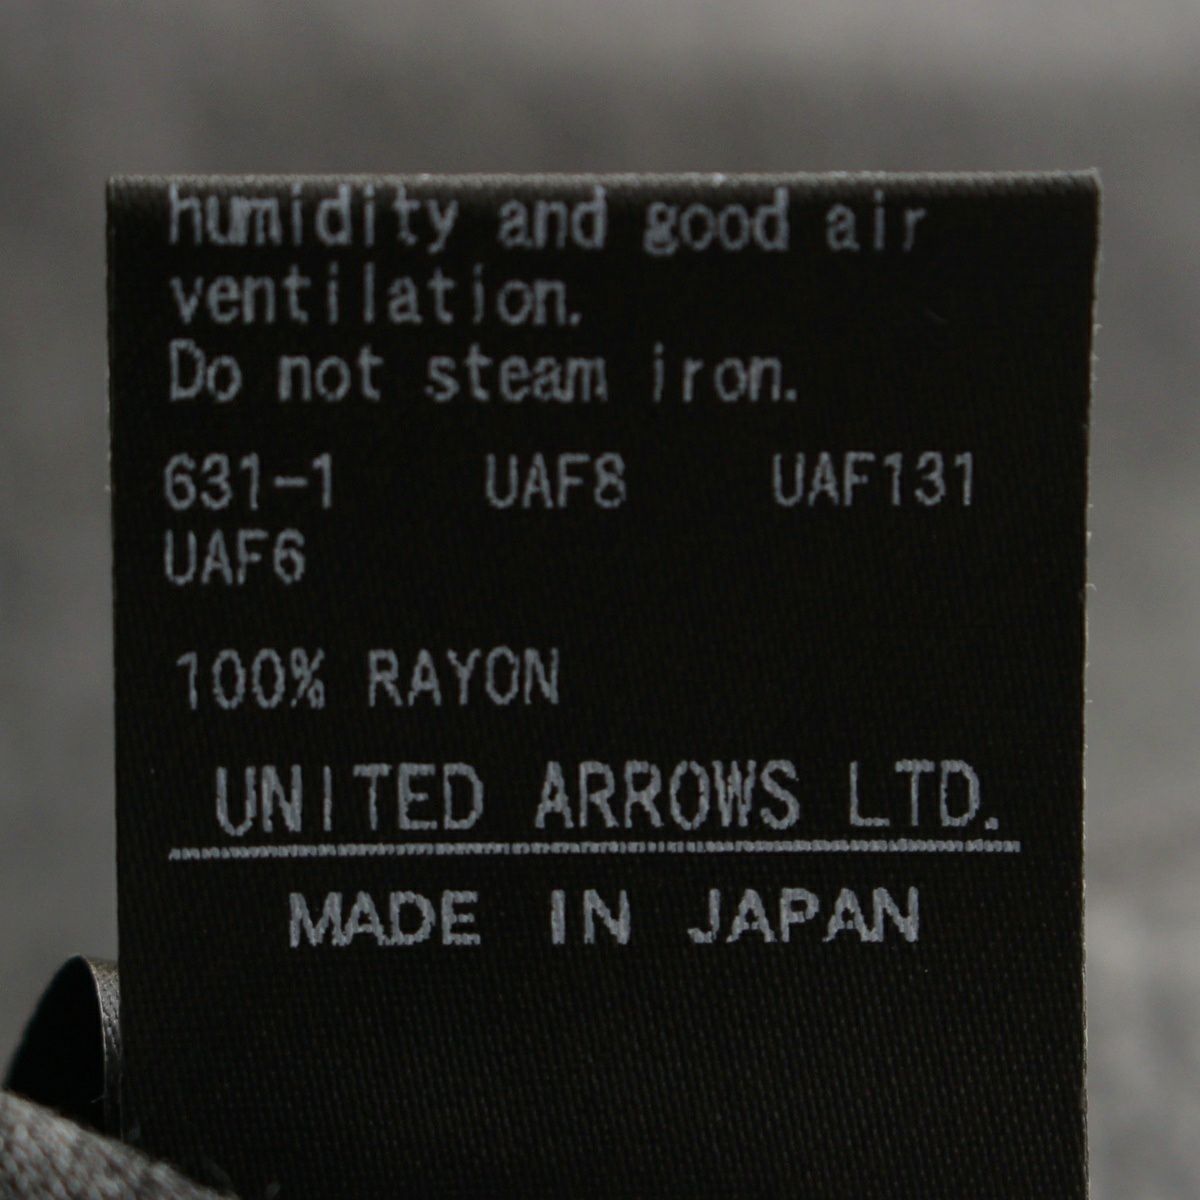 humidity and good air
ventilation.
Do not steam iron.
631-1 UAF8 UAF131
UAF6
100% RAYON
UNITED ARROWS LTD.
MADE IN JAPAN